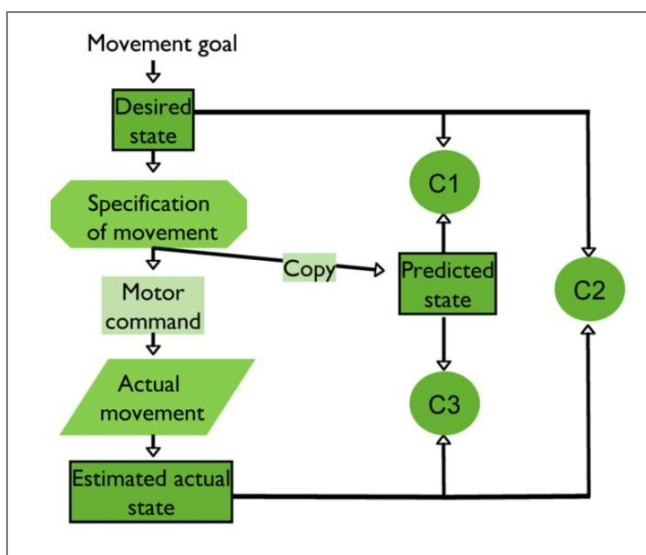 Movement goal
Desired
state
C1
Specification
of movement
Copy
Predicted
state
C2
Motor
command
Actual
movement
C3
Estimated actual
state